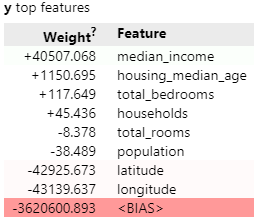 y top features
Weight? Feature
+40507.068 median_income
+1150.695 housing_median_age
+117.649 total_bedrooms
+45.436 households
-8.378 total_rooms
-38.489 population
-42925.673 latitude
-43139.637 longitude
-3620600.893 <BIAS>